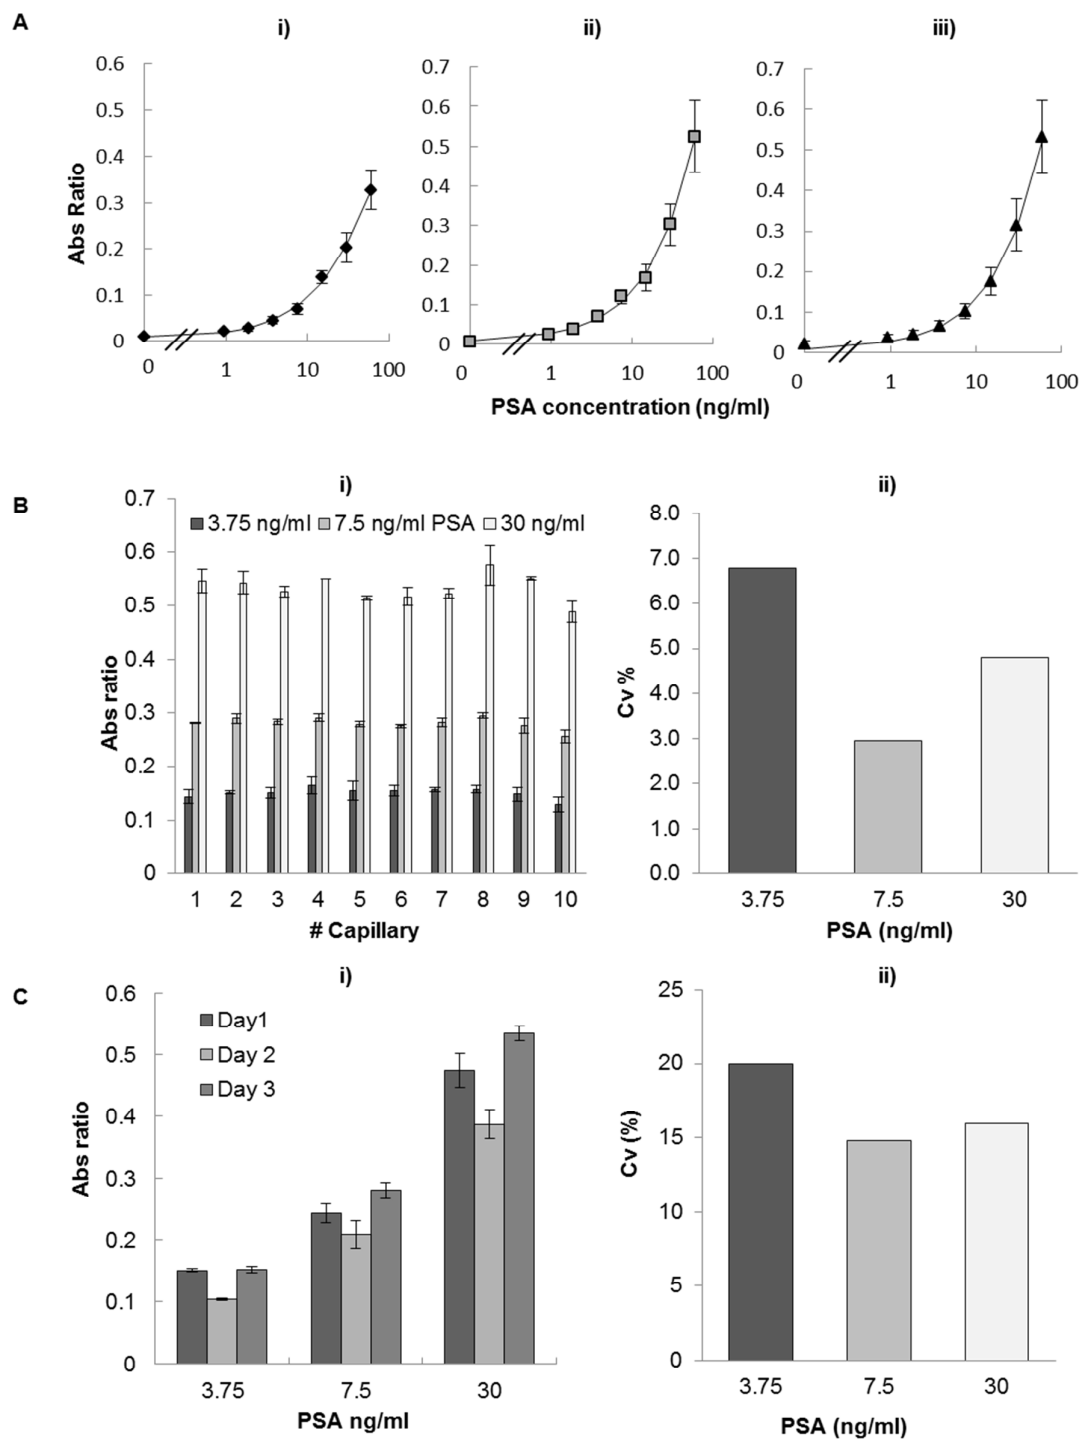 A
i)
ii)
iii)
0.6
0.5
0.4
0.3
0.2
0.1
0
Abs Ratio
0 1 10 100
0.7
0.6
0.5
0.4
0.3
0.2
0.1
0
0 1 10 100
0.7
0.6
0.5
0.4
0.3
0.2
0.1
0
0 1 10 100
PSA concentration (ng/ml)
B
i)
0.7
0.6
0.5
0.4
0.3
0.2
0.1
0
Abs ratio
3.75 ng/ml 7.5 ng/ml PSA 30 ng/ml
1 2 3 4 5 6 7 8 9 10
# Capillary
ii)
8.0
7.0
6.0
5.0
4.0
3.0
2.0
1.0
0.0
Cv %
3.75 7.5 30
PSA (ng/ml)
C
i)
0.6
0.5
0.4
0.3
0.2
0.1
0
Abs ratio
Day1
Day 2
Day 3
3.75 7.5 30
PSA ng/ml
ii)
25
20
15
10
5
0
Cv (%)
3.75 7.5 30
PSA (ng/ml)